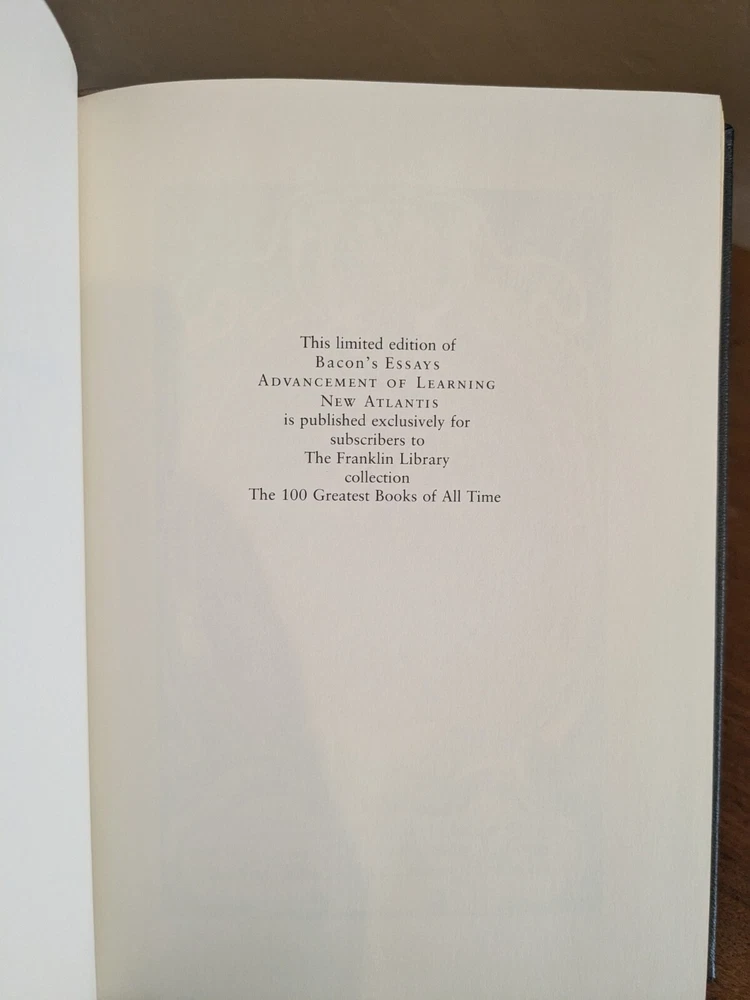 This limited edition of
Bacon's Essays
Advancement of Learning
New Atlantis
is published exclusively for
subscribers to
The Franklin Library
collection
The 100 Greatest Books of All Time